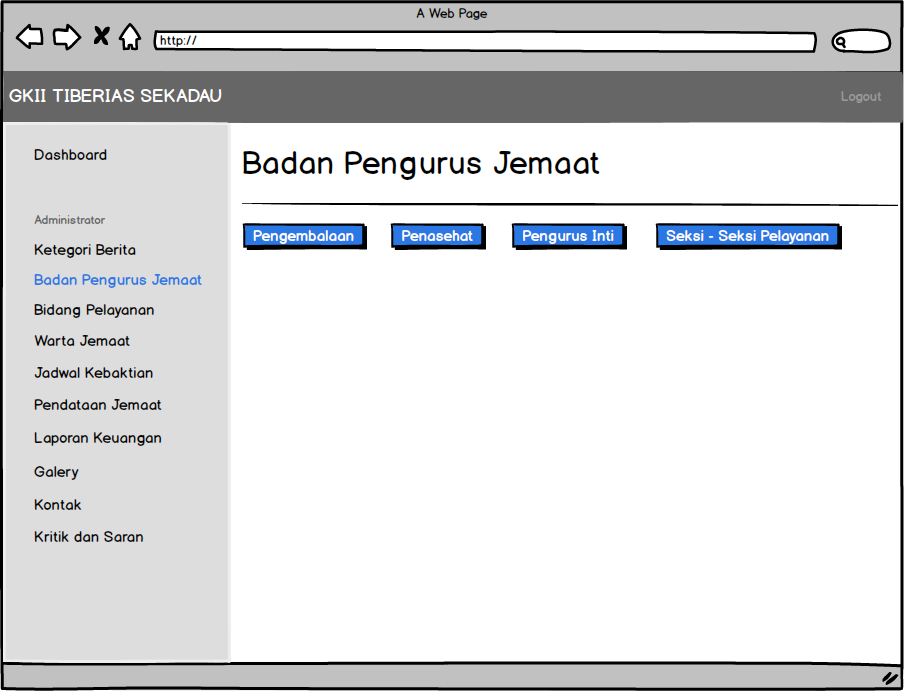 A Web Page
http://
GKII TIBERIAS SEKADAU
Logout
Dashboard
Administrator
Ketegori Berita
Badan Pengurus Jemaat
Bidang Pelayanan
Warta Jemaat
Jadwal Kebaktian
Pendataan Jemaat
Laporan Keuangan
Galery
Kontak
Kritik dan Saran
Badan Pengurus Jemaat
Pengembalaan
Penasehat
Pengurus Inti
Seksi - Seksi Pelayanan